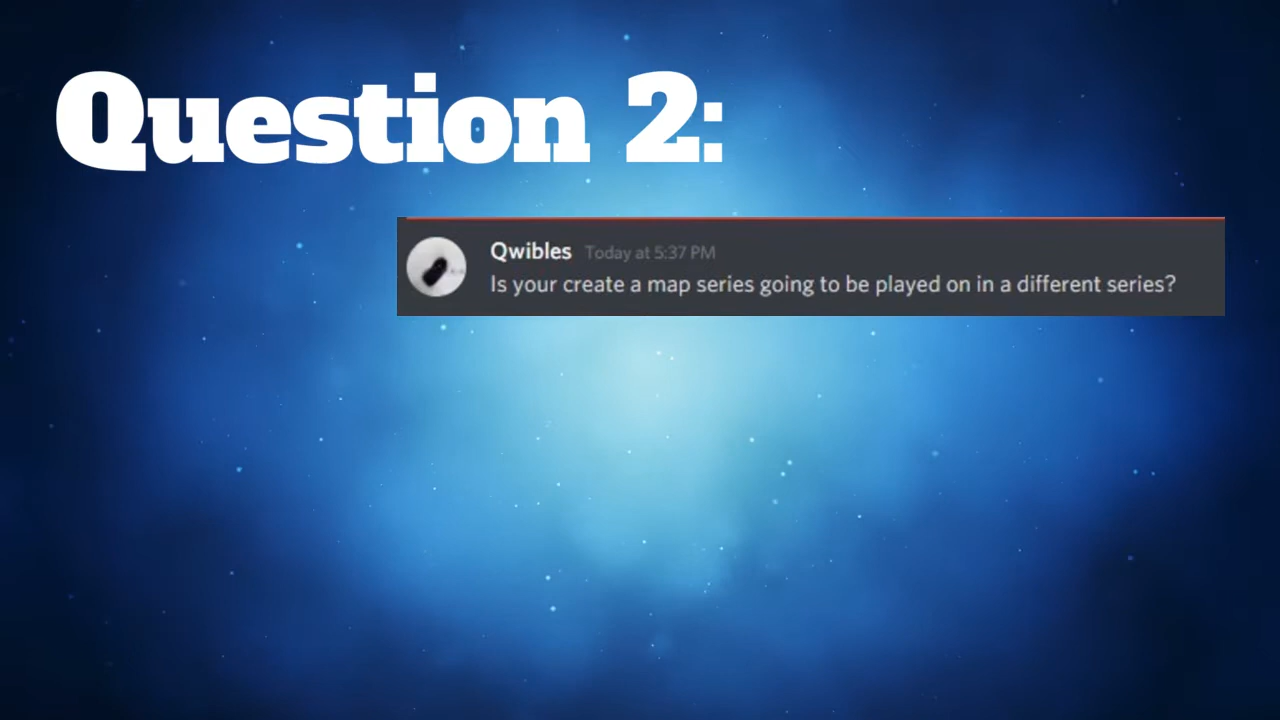 Question 2:
Qwibles Today at 5:37 PM
Is your create a map series going to be played on in a different series?